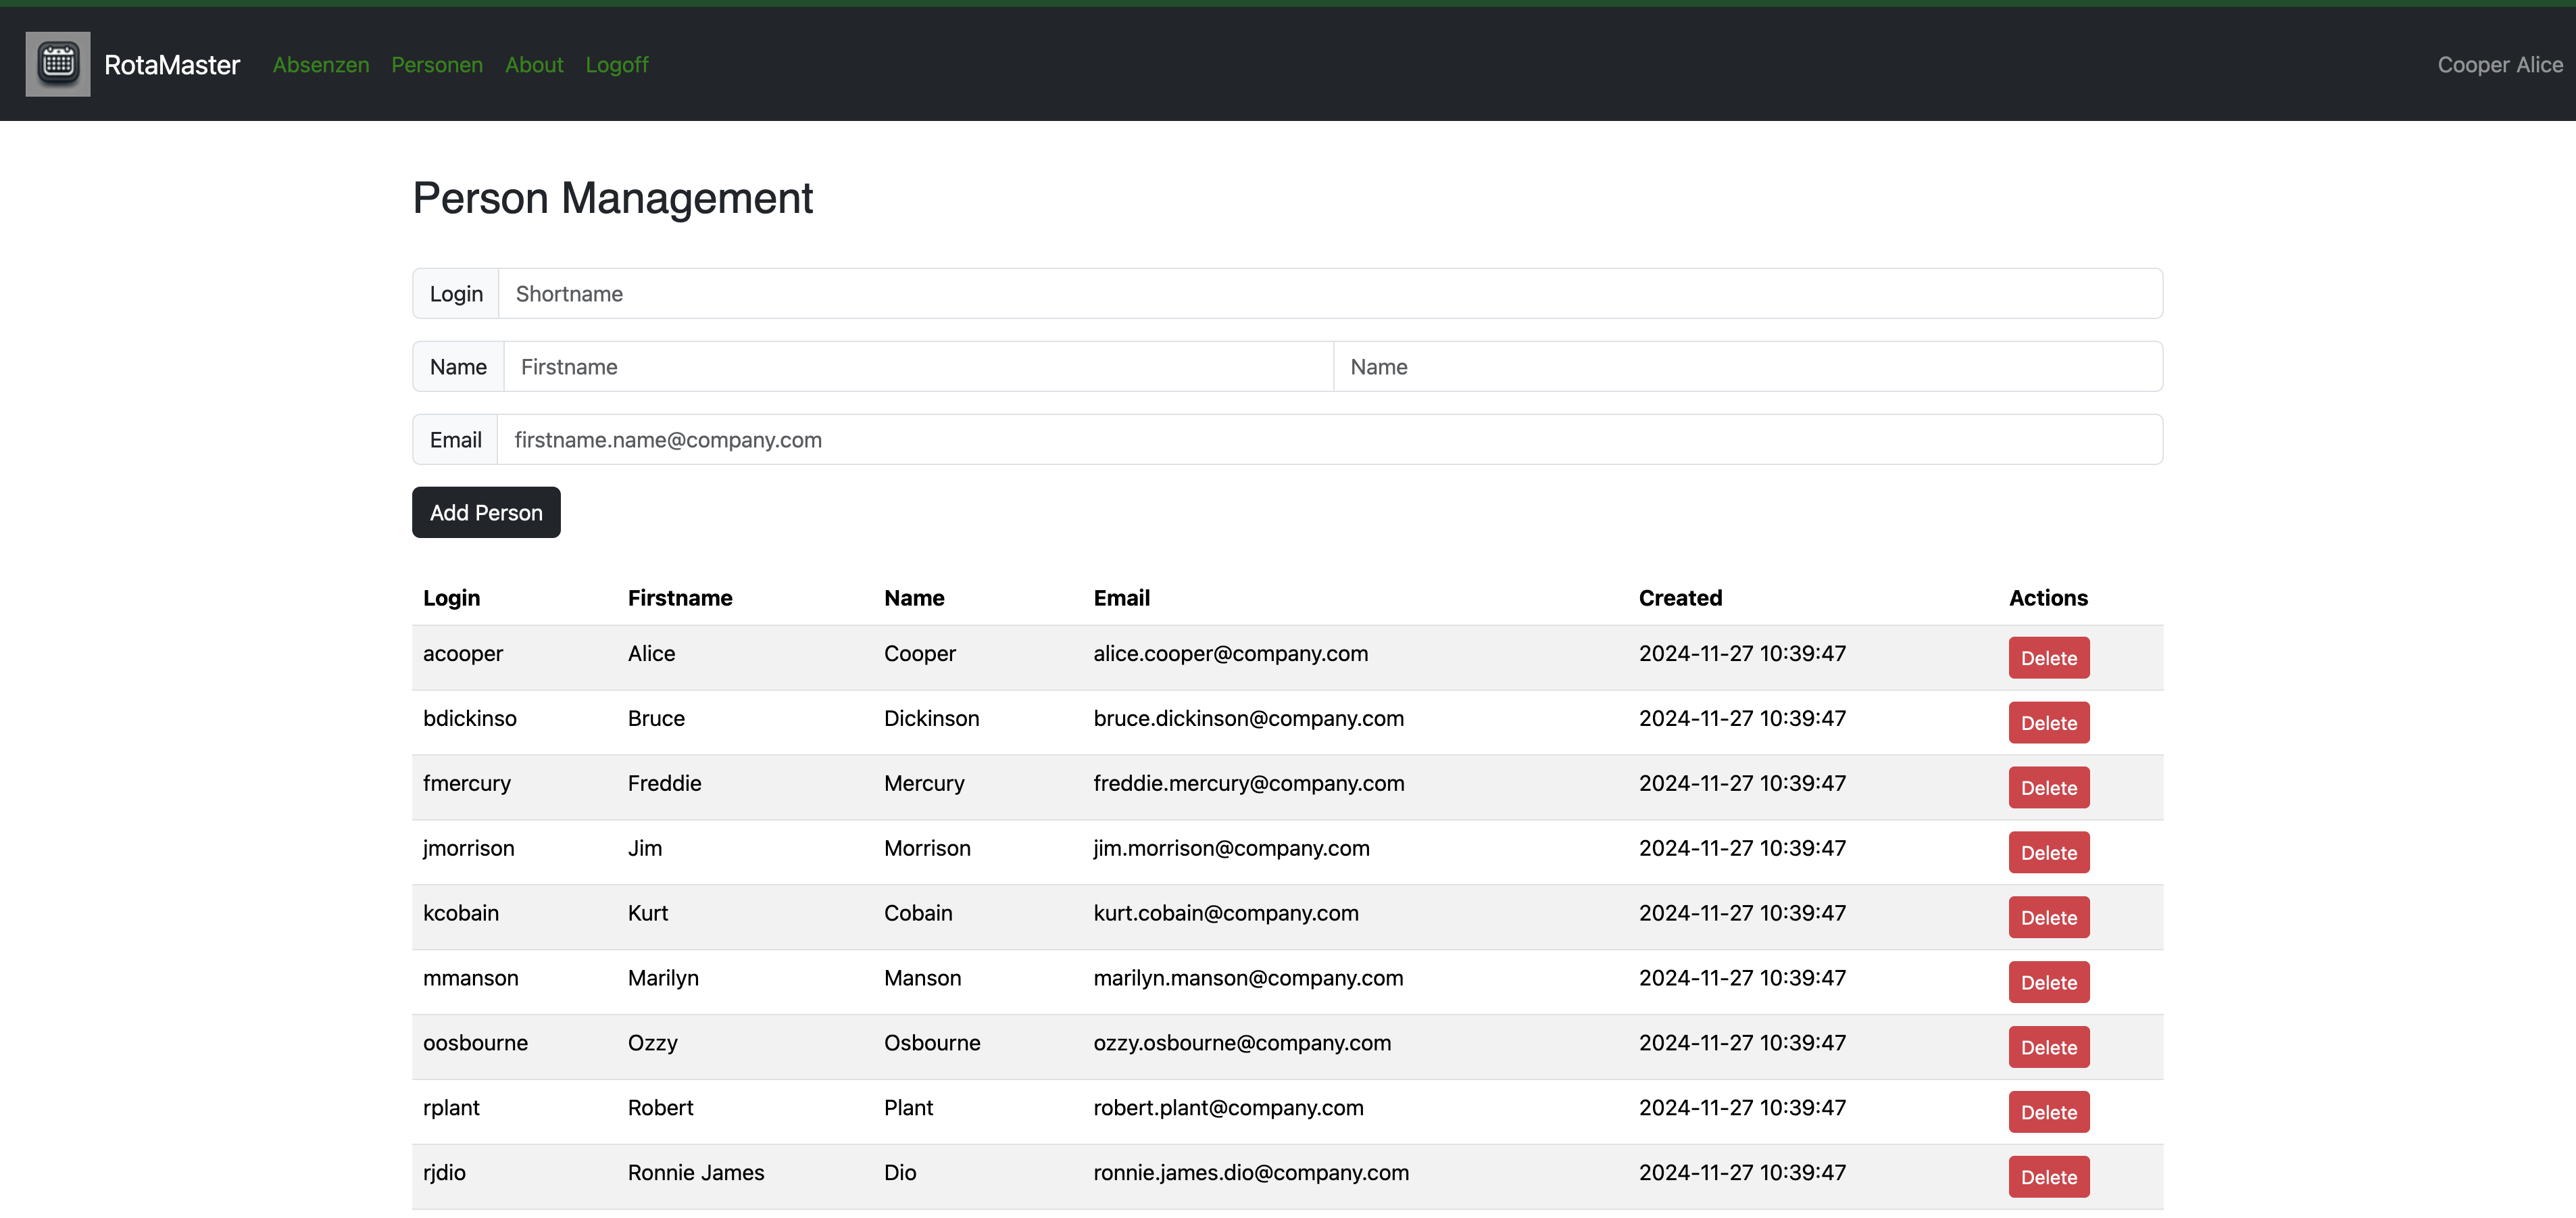 RotaMaster Absenzen Personen About Logoff Cooper Alice
Person Management
Login Shortname
Name Firstname Name
Email firstname.name@company.com
Add Person
Login Firstname Name Email Created Actions
acooper Alice Cooper alice.cooper@company.com 2024-11-27 10:39:47 Delete
bdickinso Bruce Dickinson bruce.dickinson@company.com 2024-11-27 10:39:47 Delete
fmercury Freddie Mercury freddie.mercury@company.com 2024-11-27 10:39:47 Delete
jmorrison Jim Morrison jim.morrison@company.com 2024-11-27 10:39:47 Delete
kcobain Kurt Cobain kurt.cobain@company.com 2024-11-27 10:39:47 Delete
mmanson Marilyn Manson marilyn.manson@company.com 2024-11-27 10:39:47 Delete
oosbourne Ozzy Osbourne ozzy.osbourne@company.com 2024-11-27 10:39:47 Delete
rplant Robert Plant robert.plant@company.com 2024-11-27 10:39:47 Delete
rjdio Ronnie James Dio ronnie.james.dio@company.com 2024-11-27 10:39:47 Delete